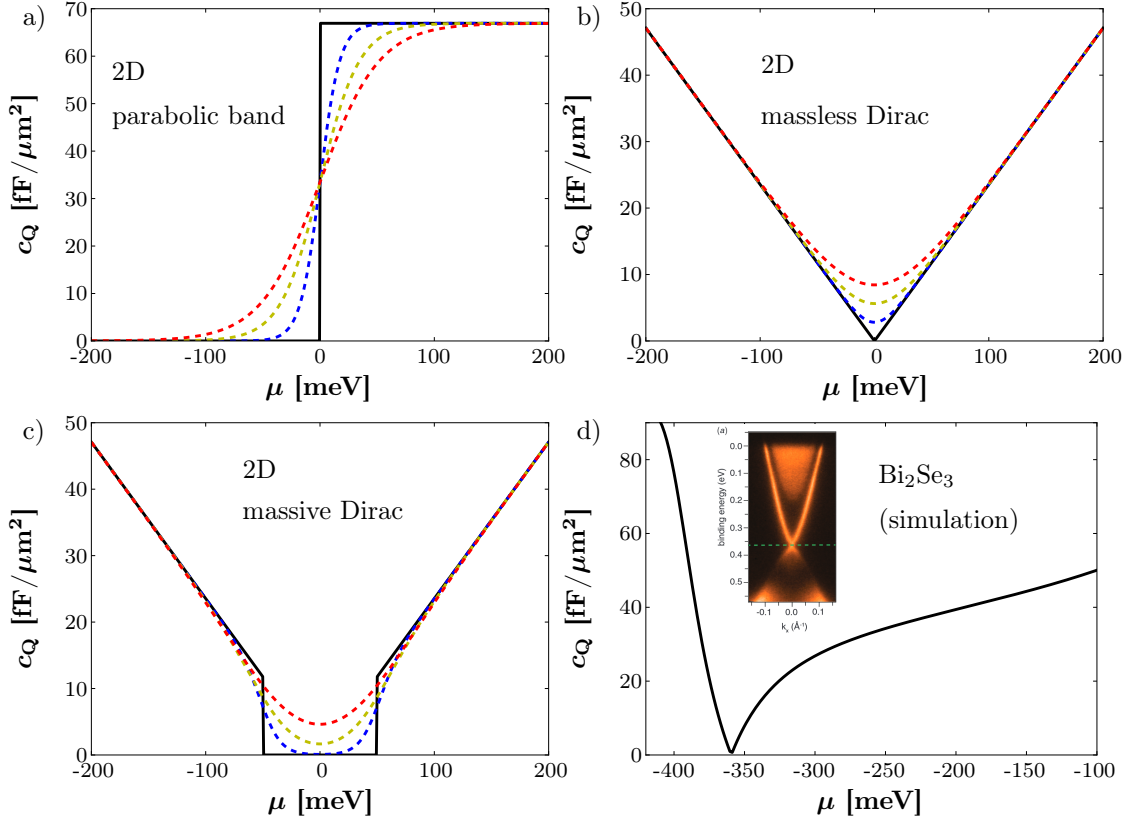 a)
2D
parabolic band
70
60
50
40
30
20
10
0
-200
-100
0
100
200
c_Q [fF/μm²]
μ [meV]
b)
2D
massless Dirac
50
40
30
20
10
0
-200
-100
0
100
200
c_Q [fF/μm²]
μ [meV]
c)
2D
massive Dirac
50
40
30
20
10
0
-200
-100
0
100
200
c_Q [fF/μm²]
μ [meV]
d)
Bi₂Se₃
(simulation)
80
60
40
20
0
-400
-350
-300
-250
-200
-150
-100
c_Q [fF/μm²]
μ [meV]
(a)
0.0
0.1
0.2
0.3
0.4
0.5
binding energy (eV)
-0.1
0.0
0.1
kₓ (Å⁻¹)